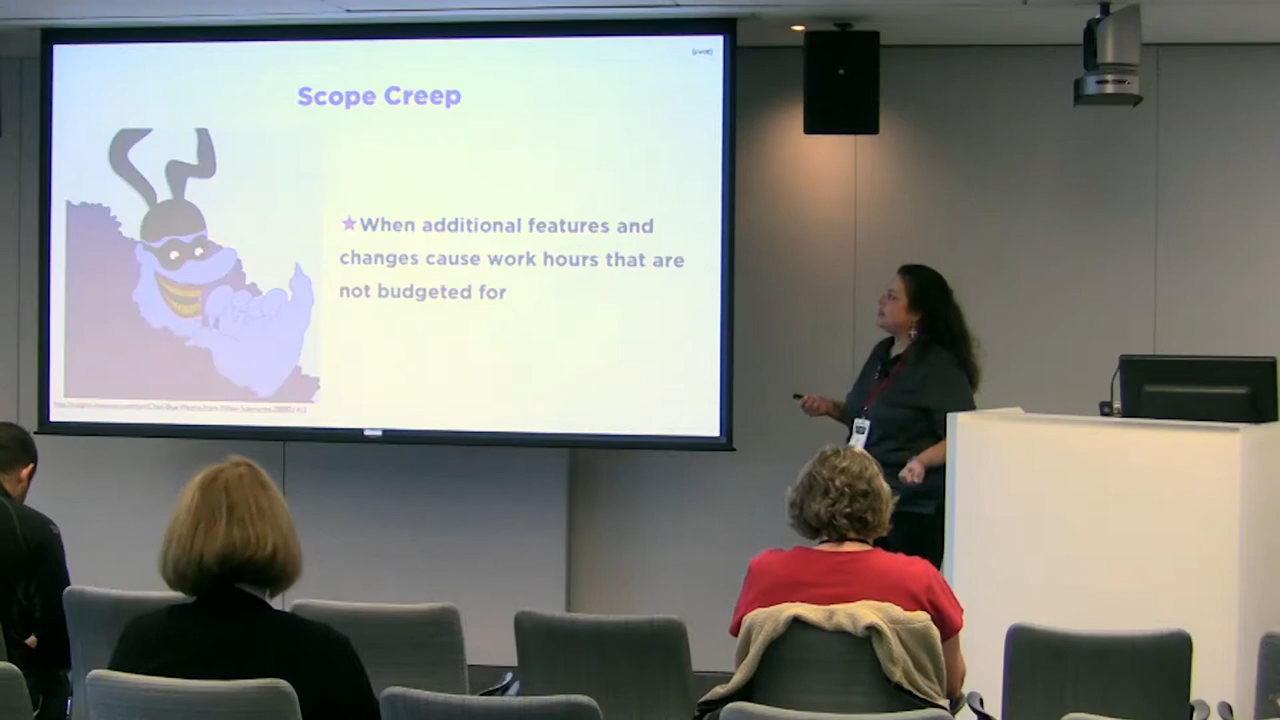 Scope Creep
★When additional features and
changes cause work hours that are
not budgeted for